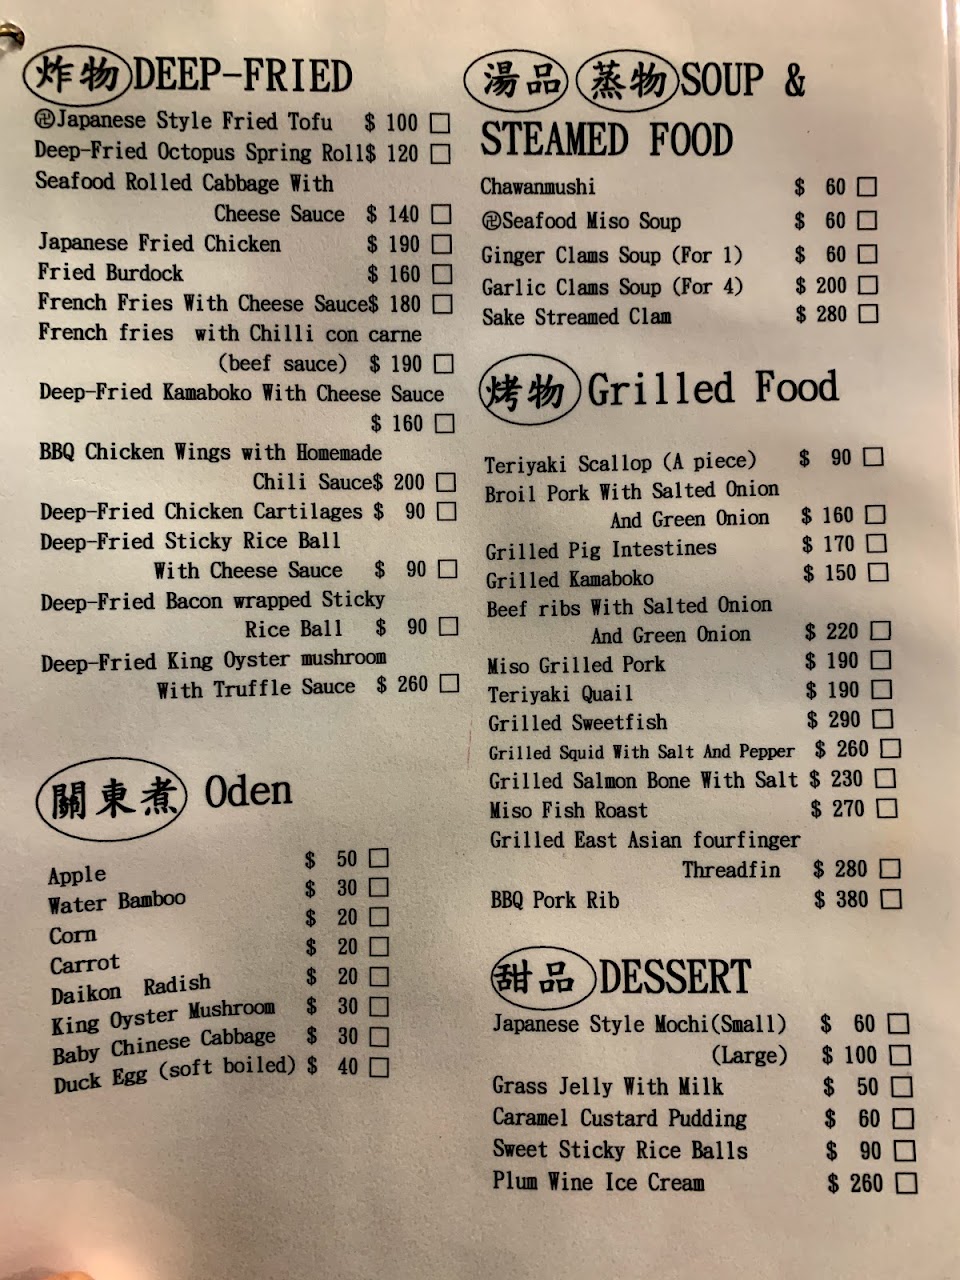 炸物 DEEP-FRIED
卍Japanese Style Fried Tofu $ 100 □
Deep-Fried Octopus Spring Roll$ 120 □
Seafood Rolled Cabbage With
Cheese Sauce $ 140 □
Japanese Fried Chicken $ 190 □
Fried Burdock $ 160 □
French Fries With Cheese Sauce$ 180 □
French fries with Chilli con carne
(beef sauce) $ 190 □
Deep-Fried Kamaboko With Cheese Sauce
$ 160 □
BBQ Chicken Wings with Homemade
Chili Sauce$ 200 □
Deep-Fried Chicken Cartilages $ 90 □
Deep-Fried Sticky Rice Ball
With Cheese Sauce $ 90 □
Deep-Fried Bacon wrapped Sticky
Rice Ball $ 90 □
Deep-Fried King Oyster mushroom
With Truffle Sauce $ 260 □
關東煮 Oden
Apple $ 50 □
Water Bamboo $ 30 □
Corn $ 20 □
Carrot $ 20 □
Daikon Radish $ 20 □
King Oyster Mushroom $ 30 □
Baby Chinese Cabbage $ 30 □
Duck Egg (soft boiled) $ 40 □
湯品 蒸物 SOUP &
STEAMED FOOD
Chawanmushi $ 60 □
卍Seafood Miso Soup $ 60 □
Ginger Clams Soup (For 1) $ 60 □
Garlic Clams Soup (For 4) $ 200 □
Sake Streamed Clam $ 280 □
烤物 Grilled Food
Teriyaki Scallop (A piece) $ 90 □
Broil Pork With Salted Onion
And Green Onion $ 160 □
Grilled Pig Intestines $ 170 □
Grilled Kamaboko $ 150 □
Beef ribs With Salted Onion
And Green Onion $ 220 □
Miso Grilled Pork $ 190 □
Teriyaki Quail $ 190 □
Grilled Sweetfish $ 290 □
Grilled Squid With Salt And Pepper $ 260 □
Grilled Salmon Bone With Salt $ 230 □
Miso Fish Roast $ 270 □
Grilled East Asian fourfinger
Threadfin $ 280 □
BBQ Pork Rib $ 380 □
甜品 DESSERT
Japanese Style Mochi(Small) $ 60 □
(Large) $ 100 □
Grass Jelly With Milk $ 50 □
Caramel Custard Pudding $ 60 □
Sweet Sticky Rice Balls $ 90 □
Plum Wine Ice Cream $ 260 □